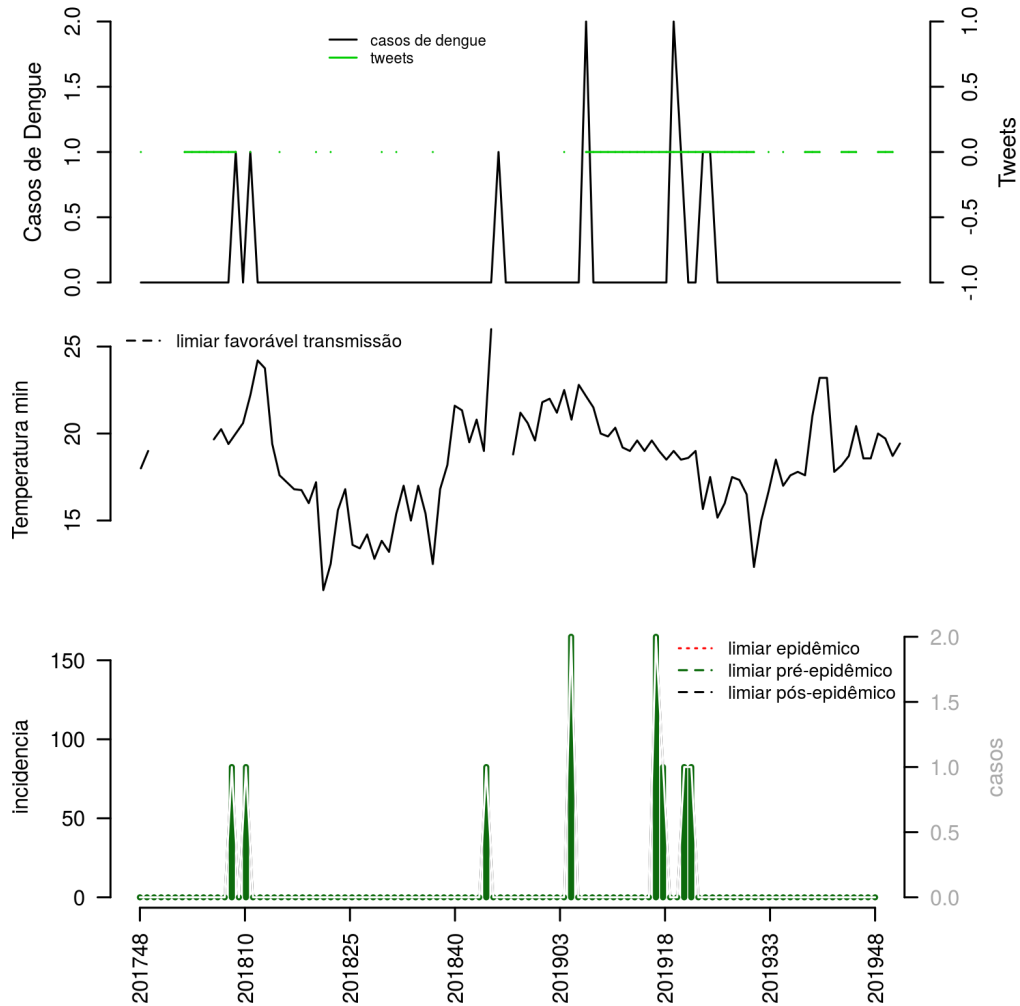 casos de dengue
tweets
Casos de Dengue
0.0
0.5
1.0
1.5
2.0
Tweets
-1.0
-0.5
0.0
0.5
1.0
limiar favorável transmissão
Temperatura min
15
20
25
limiar epidêmico
limiar pré-epidêmico
limiar pós-epidêmico
incidencia
0
50
100
150
casos
0.0
0.5
1.0
1.5
2.0
201748
201810
201825
201840
201903
201918
201933
201948